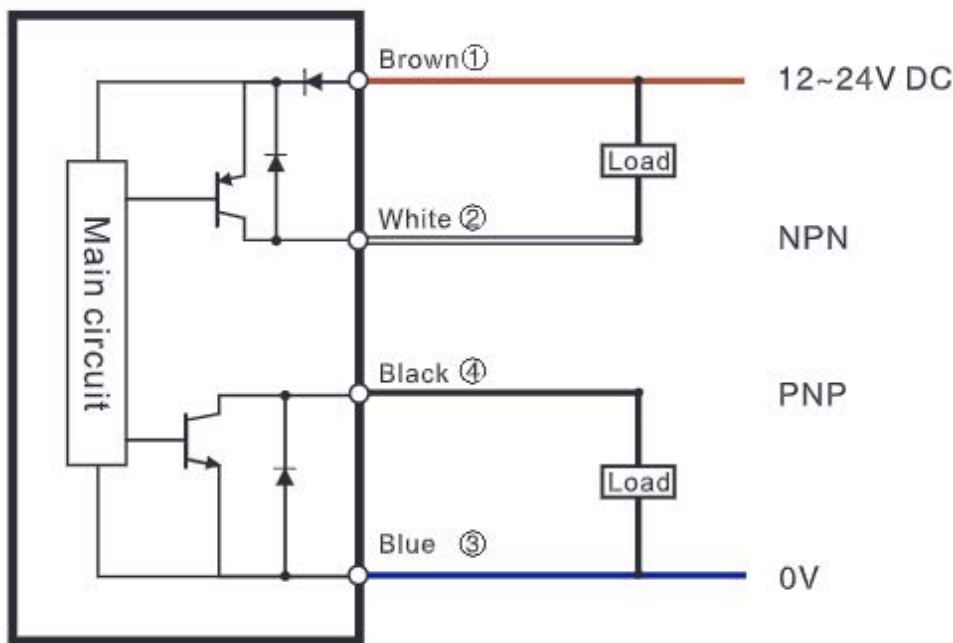 Brown①
12~24V DC
Load
White ②
NPN
Main circuit
Black ④
PNP
Load
Blue ③
0V